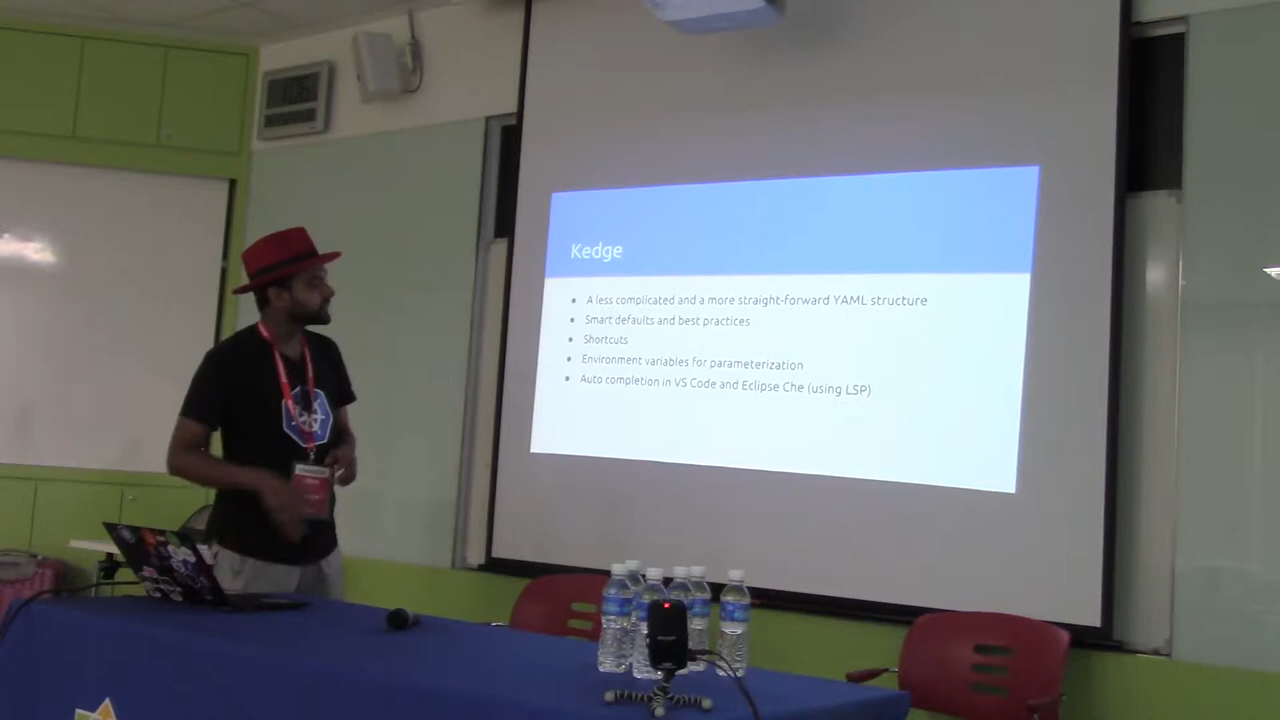 Kedge
A less complicated and a more straight-forward YAML structure
Smart defaults and best practices
Shortcuts
Environment variables for parameterization
Auto completion in VS Code and Eclipse Che (using LSP)